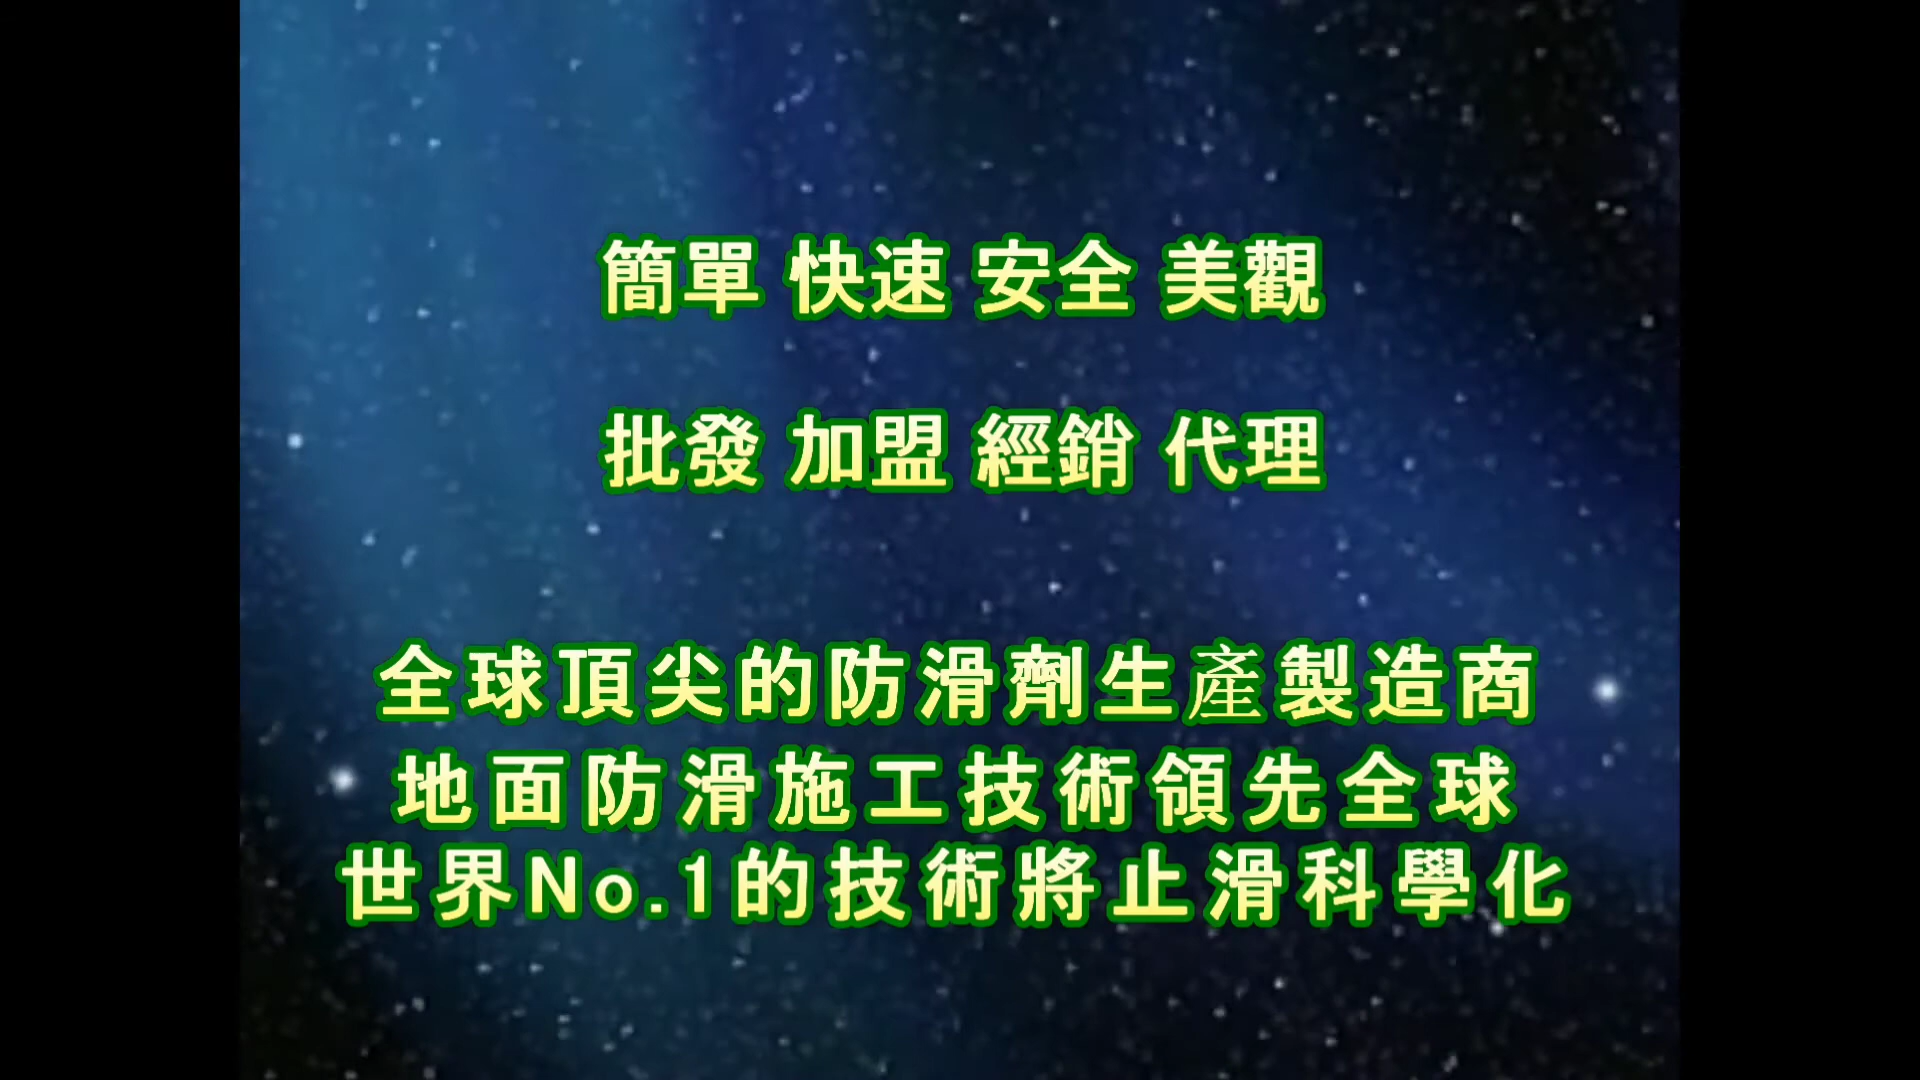 簡單 快速 安全 美觀
批發 加盟 經銷 代理
全球頂尖的防滑劑生產製造商
地面防滑施工技術領先全球
世界No.1的技術將止滑科學化